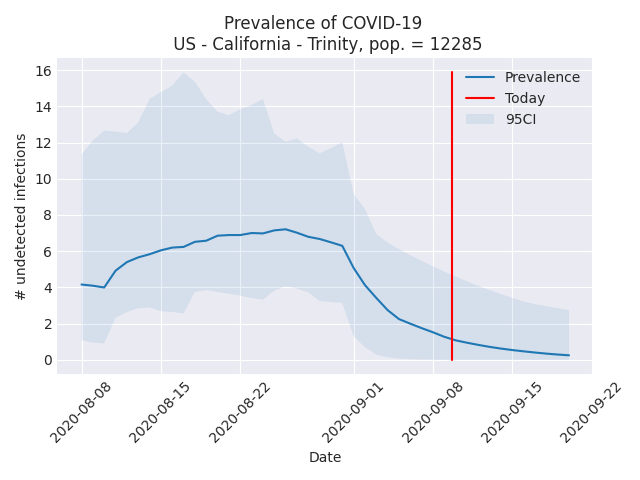 Prevalence of COVID-19
US - California - Trinity, pop. = 12285
Prevalence
Today
95CI
16
14
12
10
8
6
4
2
0
# undetected infections
2020-08-08
2020-08-15
2020-08-22
2020-09-01
2020-09-08
2020-09-15
2020-09-22
Date